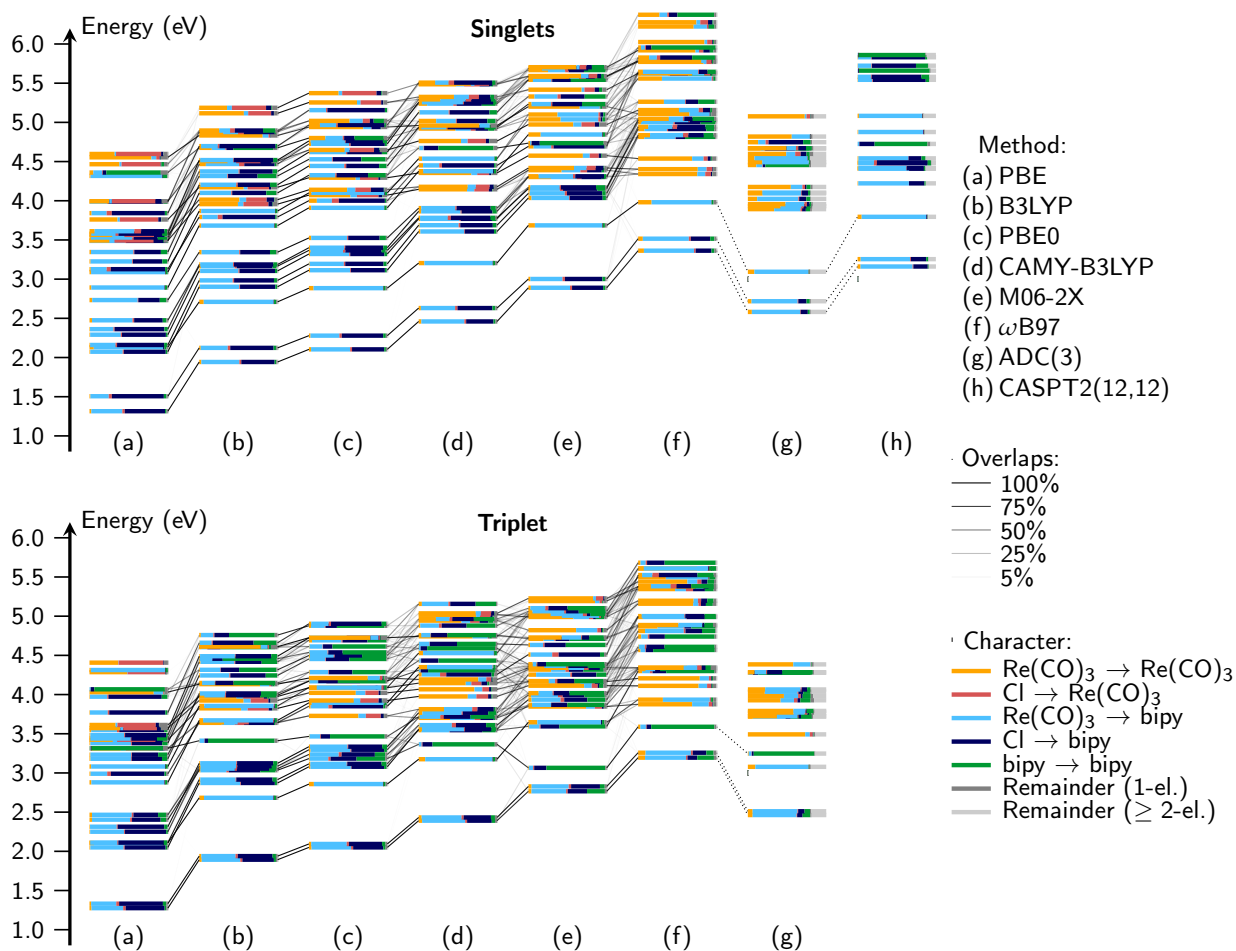 Energy (eV)
Singlets
6.0
5.5
5.0
4.5
4.0
3.5
3.0
2.5
2.0
1.5
1.0
(a) (b) (c) (d) (e) (f) (g) (h)
Method:
(a) PBE
(b) B3LYP
(c) PBE0
(d) CAMY-B3LYP
(e) M06-2X
(f) ωB97
(g) ADC(3)
(h) CASPT2(12,12)
Overlaps:
100%
75%
50%
25%
5%
Energy (eV)
Triplet
6.0
5.5
5.0
4.5
4.0
3.5
3.0
2.5
2.0
1.5
1.0
(a) (b) (c) (d) (e) (f) (g)
Character:
Re(CO)₃ → Re(CO)₃
Cl → Re(CO)₃
Re(CO)₃ → bipy
Cl → bipy
bipy → bipy
Remainder (1-el.)
Remainder (≥ 2-el.)